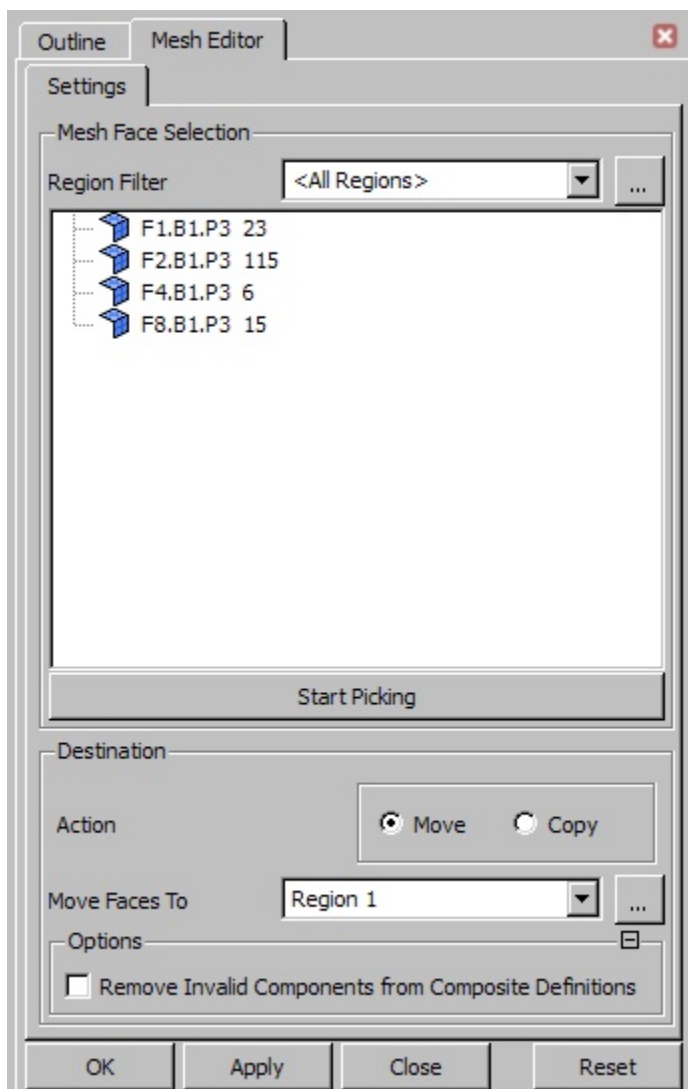 Outline Mesh Editor
Settings
Mesh Face Selection
Region Filter <All Regions> ...
F1.B1.P3 23
F2.B1.P3 115
F4.B1.P3 6
F8.B1.P3 15
Start Picking
Destination
Action Move Copy
Move Faces To Region 1 ...
Options
Remove Invalid Components from Composite Definitions
OK Apply Close Reset